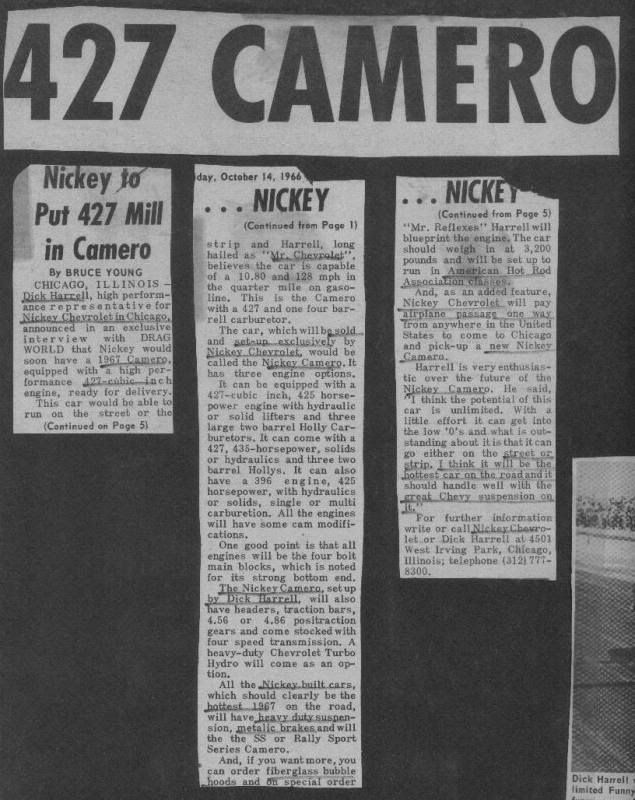 427 CAMERO
Nickey to
Put 427 Mill
in Camero
By BRUCE YOUNG
CHICAGO, ILLINOIS —
Dick Harrell, high perform-
ance representative for
Nickey Chevrolet in Chicago,
announced in an exclusive
interview with DRAG
WORLD that Nickey would
soon have a 1967 Camero,
equipped with a high per-
formance 427-cubic inch
engine, ready for delivery.
This car would be able to
run on the street or the
(Continued on Page 5)
day, October 14, 1966
. . . NICKEY
(Continued from Page 1)
strip and Harrell, long
hailed as "Mr. Chevrolet",
believes the car is capable
of a 10.80 and 128 mph in
the quarter mile on gaso-
line. This is the Camero
with a 427 and one four bar-
rell carburetor.
The car, which will be sold
and set-up exclusively by
Nickey Chevrolet, would be
called the Nickey Camero. It
has three engine options.
It can be equipped with a
427-cubic inch, 425 horse-
power engine with hydraulic
or solid lifters and three
large two barrel Holly Car-
buretors. It can come with a
427, 435-horsepower, solids
or hydraulics and three two
barrel Hollys. It can also
have a 396 engine, 425
horsepower, with hydraulics
or solids, single or multi
carburetion. All the engines
will have some cam modifi-
cations.
One good point is that all
engines will be the four bolt
main blocks, which is noted
for its strong bottom end.
The Nickey Camero, set up
by Dick Harrell, will also
have headers, traction bars,
4.56 or 4.86 positraction
gears and come stocked with
four speed transmission. A
heavy-duty Chevrolet Turbo
Hydro will come as an op-
tion.
All the Nickey built cars,
which should clearly be the
hottest 1967 on the road,
will have heavy duty suspen-
sion, metalic brakes and will
the the SS or Rally Sport
Series Camero.
And, if you want more, you
can order fiberglass bubble
hoods and on special order
. . . NICKEY
(Continued from Page 5)
"Mr. Reflexes" Harrell will
blueprint the engine. The car
should weigh in at 3,200
pounds and will be set up to
run in American Hot Rod
Association classes.
And, as an added feature,
Nickey Chevrolet will pay
airplane passage one way
from anywhere in the United
States to come to Chicago
and pick-up a new Nickey
Camero.
Harrell is very enthusias-
tic over the future of the
Nickey Camero. He said,
"I think the potential of this
car is unlimited. With a
little effort it can get into
the low '0's and what is out-
standing about it is that it can
go either on the street or
strip. I think it will be the
hottest car on the road and it
should handle well with the
great Chevy suspension on
it."
For further information
write or call Nickey Chevro-
let or Dick Harrell at 4501
West Irving Park, Chicago,
Illinois; telephone (312) 777-
8300.
Dick Harrell
limited Funny